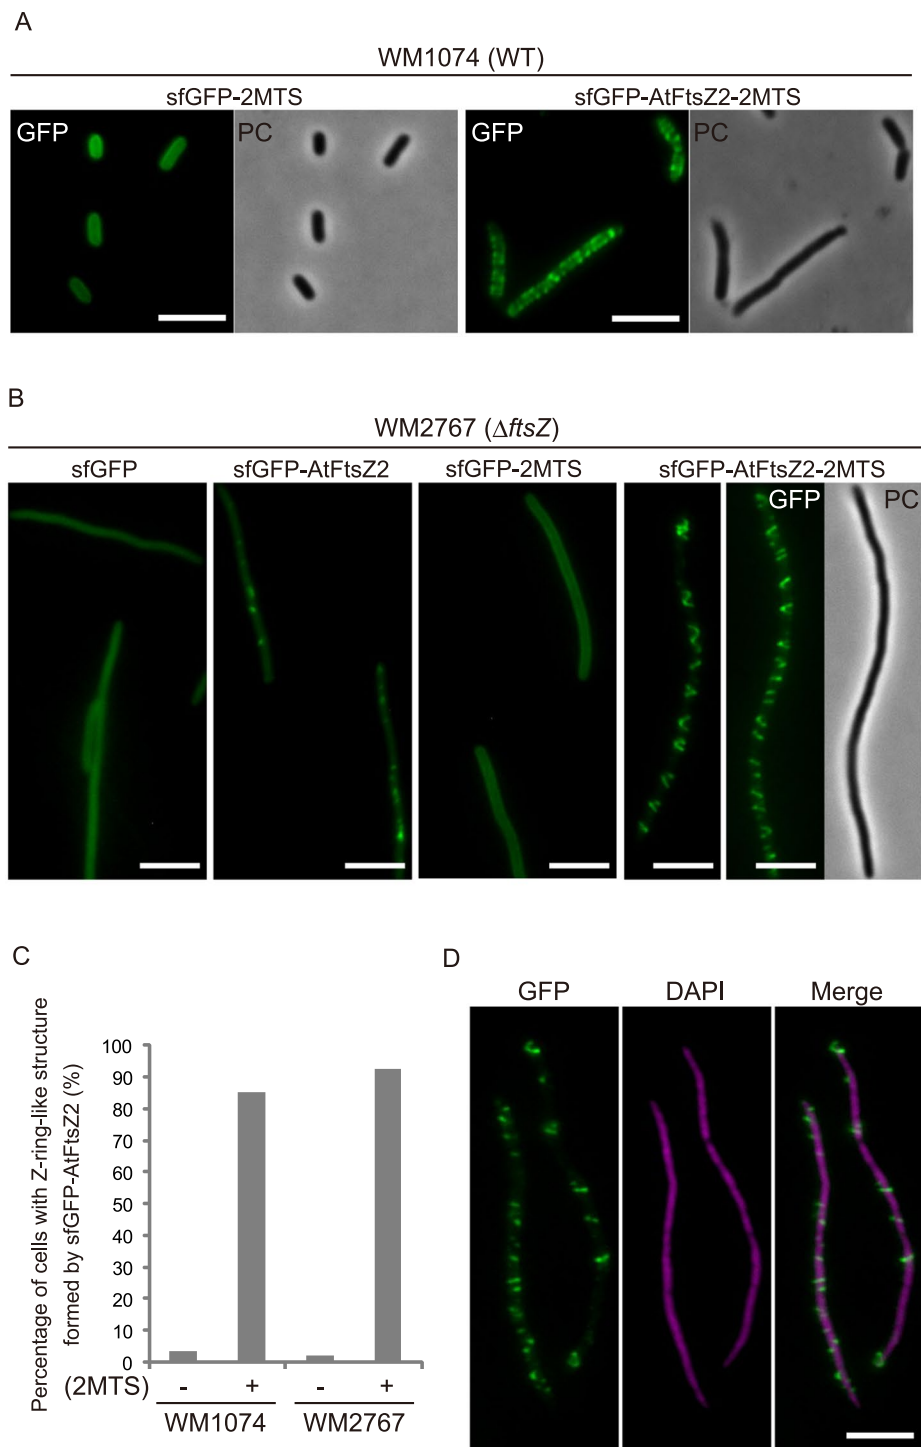 A
WM1074 (WT)
sfGFP-2MTS
sfGFP-AtFtsZ2-2MTS
GFP
PC
GFP
PC
B
WM2767 (ΔftsZ)
sfGFP
sfGFP-AtFtsZ2
sfGFP-2MTS
sfGFP-AtFtsZ2-2MTS
GFP
PC
C
Percentage of cells with Z-ring-like structure
formed by sfGFP-AtFtsZ2 (%)
100
90
80
70
60
50
40
30
20
10
0
(2MTS) - + - +
WM1074 WM2767
D
GFP
DAPI
Merge